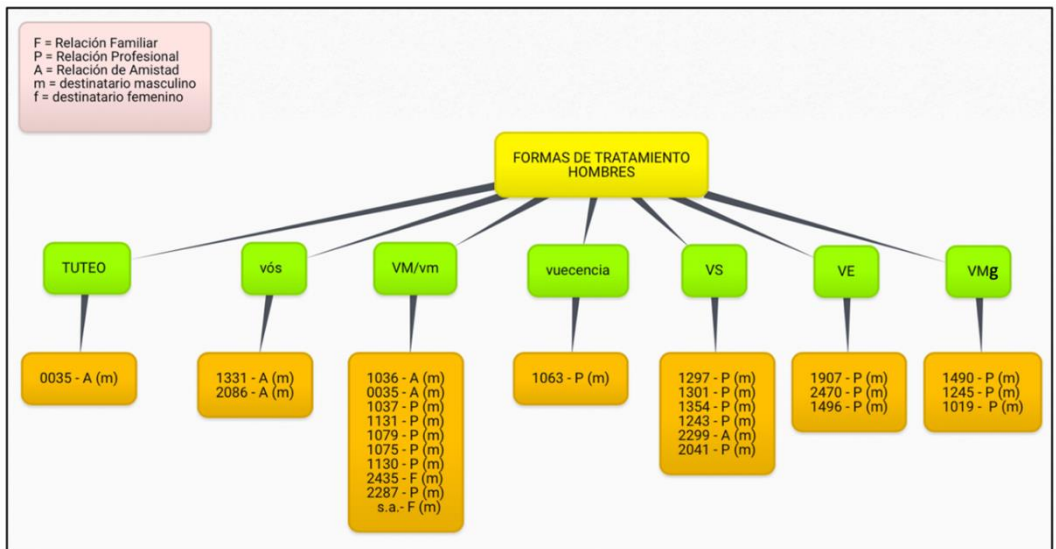 F = Relación Familiar
P = Relación Profesional
A = Relación de Amistad
m = destinatario masculino
f = destinatario femenino
FORMAS DE TRATAMIENTO
HOMBRES
TUTEO
vós
VM/vm
vuecencia
VS
VE
VMg
0035 - A (m)
1331 - A (m)
2086 - A (m)
1036 - A (m)
0035 - A (m)
1037 - P (m)
1131 - P (m)
1079 - P (m)
1075 - P (m)
1130 - P (m)
2435 - F (m)
2287 - P (m)
s.a.- F (m)
1063 - P (m)
1297 - P (m)
1301 - P (m)
1354 - P (m)
1243 - P (m)
2299 - A (m)
2041 - P (m)
1907 - P (m)
2470 - P (m)
1496 - P (m)
1490 - P (m)
1245 - P (m)
1019 - P (m)